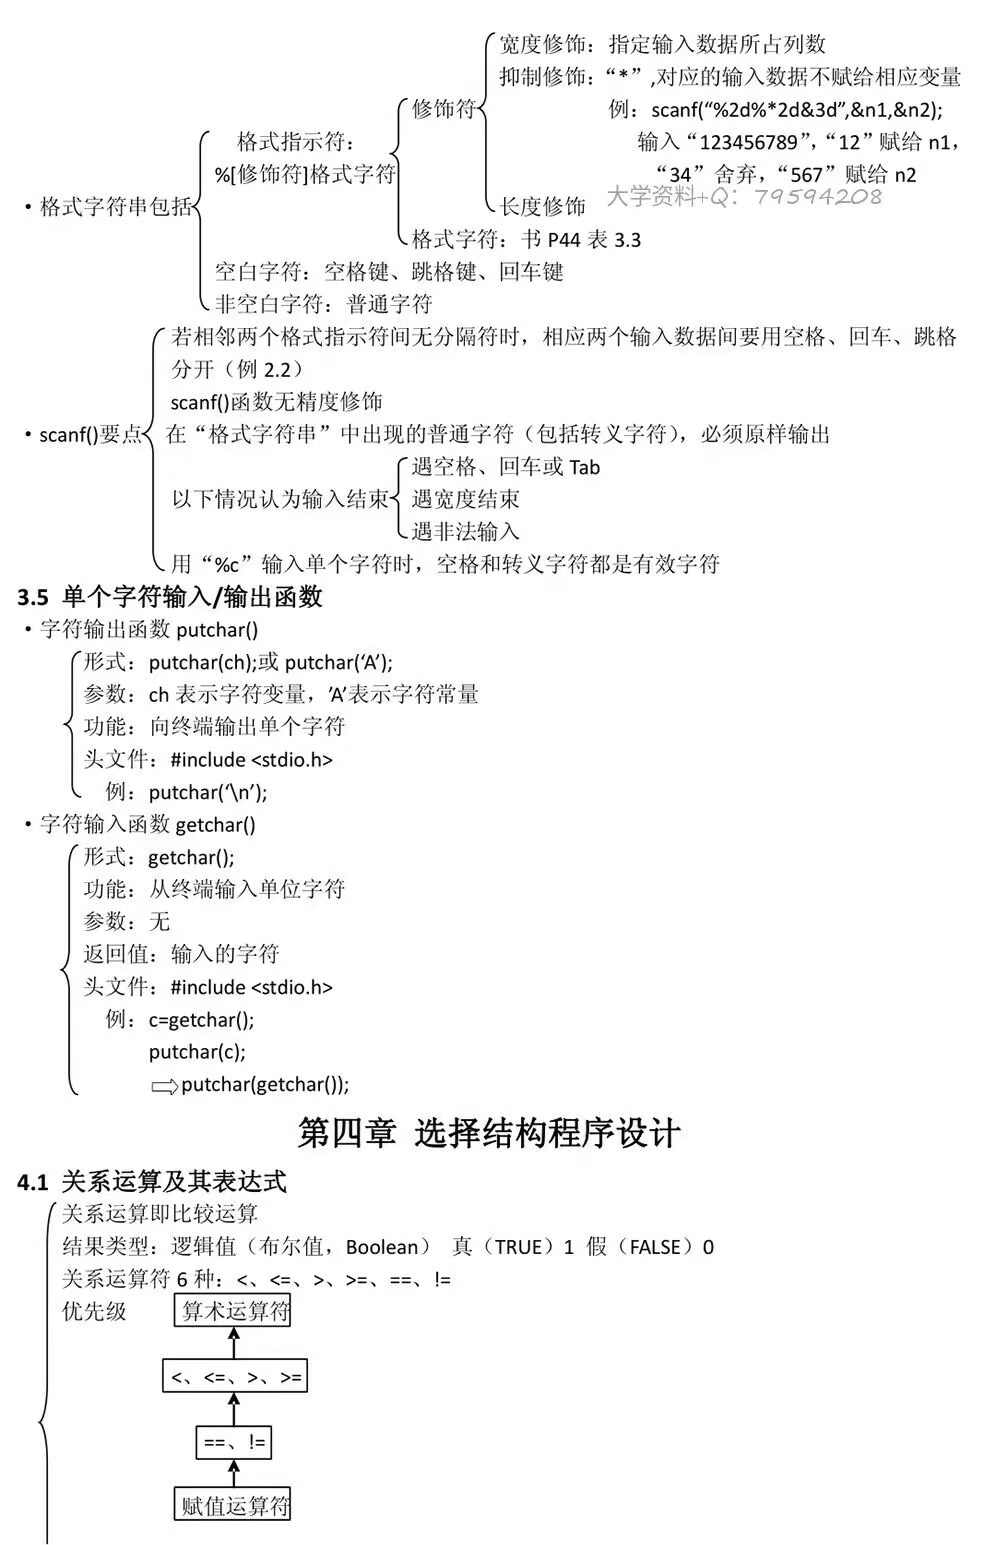 宽度修饰：指定输入数据所占列数
抑制修饰：“*”,对应的输入数据不赋给相应变量
修饰符
例：scanf(“%2d%*2d&3d”,&n1,&n2);
格式指示符：
输入“123456789”，“12”赋给 n1，
%[修饰符]格式字符
“34”舍弃，“567”赋给 n2
大学资料+Q：79594208
·格式字符串包括
长度修饰
格式字符：书 P44 表 3.3
空白字符：空格键、跳格键、回车键
非空白字符：普通字符
若相邻两个格式指示符间无分隔符时，相应两个输入数据间要用空格、回车、跳格
分开（例 2.2）
scanf()函数无精度修饰
·scanf()要点
在“格式字符串”中出现的普通字符（包括转义字符），必须原样输出
遇空格、回车或 Tab
以下情况认为输入结束
遇宽度结束
遇非法输入
用“%c”输入单个字符时，空格和转义字符都是有效字符
3.5 单个字符输入/输出函数
·字符输出函数 putchar()
形式：putchar(ch);或 putchar(‘A’);
参数：ch 表示字符变量，’A’表示字符常量
功能：向终端输出单个字符
头文件：#include <stdio.h>
例：putchar(‘\n’);
·字符输入函数 getchar()
形式：getchar();
功能：从终端输入单位字符
参数：无
返回值：输入的字符
头文件：#include <stdio.h>
例：c=getchar();
putchar(c);
⇨putchar(getchar());
第四章 选择结构程序设计
4.1 关系运算及其表达式
关系运算即比较运算
结果类型：逻辑值（布尔值，Boolean） 真（TRUE）1 假（FALSE）0
关系运算符 6 种：<、<=、>、>=、==、!=
优先级 算术运算符
<、<=、>、>=
==、!=
赋值运算符